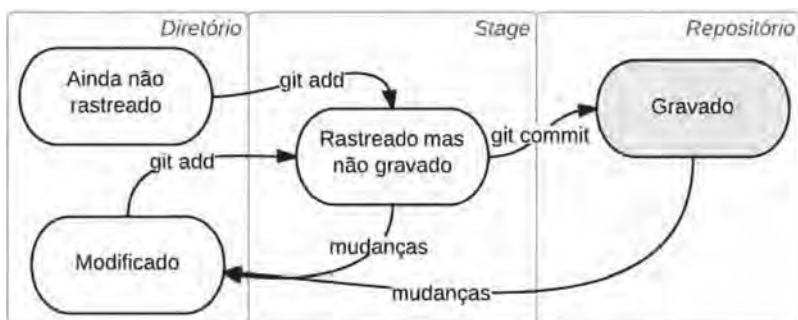 Diretório
Stage
Repositório
Ainda não
rastreado
git add
Rastreado mas
não gravado
git commit
Gravado
git add
Modificado
mudanças
mudanças